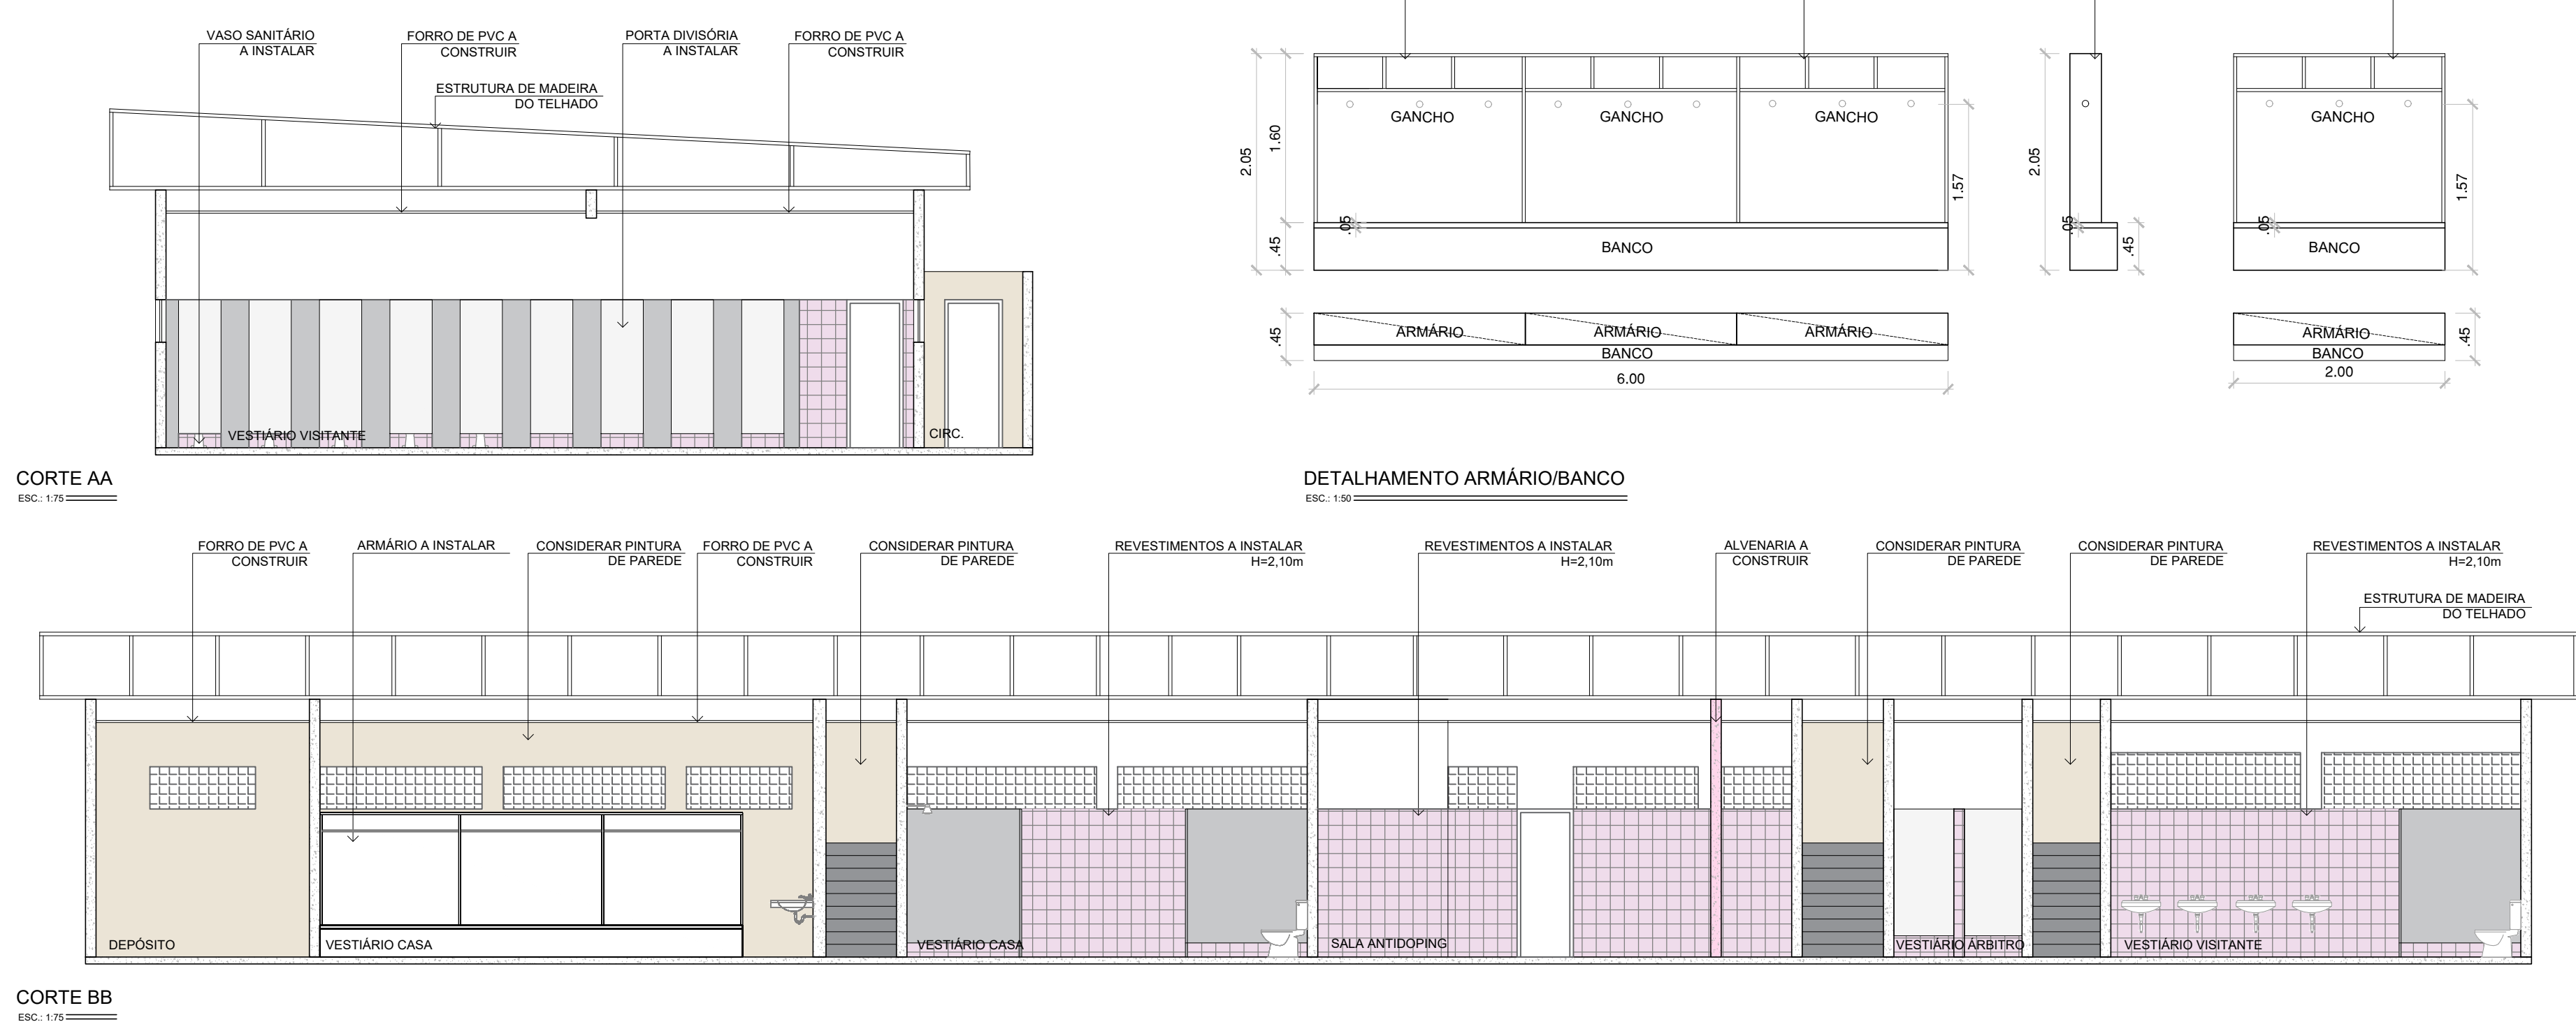 VASO SANITÁRIO
A INSTALAR
FORRO DE PVC A
CONSTRUIR
PORTA DIVISÓRIA
A INSTALAR
FORRO DE PVC A
CONSTRUIR
ESTRUTURA DE MADEIRA
DO TELHADO
VESTIÁRIO VISITANTE
CIRC.
CORTE AA
ESC.: 1:75
GANCHO
GANCHO
GANCHO
2.05
1.60
.45
.05
1.57
BANCO
2.05
.05
.45
GANCHO
1.57
.05
BANCO
.45
ARMÁRIO
ARMÁRIO
ARMÁRIO
BANCO
6.00
ARMÁRIO
BANCO
.45
2.00
DETALHAMENTO ARMÁRIO/BANCO
ESC.: 1:50
FORRO DE PVC A
CONSTRUIR
ARMÁRIO A INSTALAR
CONSIDERAR PINTURA
DE PAREDE
FORRO DE PVC A
CONSTRUIR
CONSIDERAR PINTURA
DE PAREDE
REVESTIMENTOS A INSTALAR
H=2,10m
REVESTIMENTOS A INSTALAR
H=2,10m
ALVENARIA A
CONSTRUIR
CONSIDERAR PINTURA
DE PAREDE
CONSIDERAR PINTURA
DE PAREDE
REVESTIMENTOS A INSTALAR
H=2,10m
ESTRUTURA DE MADEIRA
DO TELHADO
DEPÓSITO
VESTIÁRIO CASA
VESTIÁRIO CASA
SALA ANTIDOPING
VESTIÁRIO ÁRBITRO
VESTIÁRIO VISITANTE
CORTE BB
ESC.: 1:75